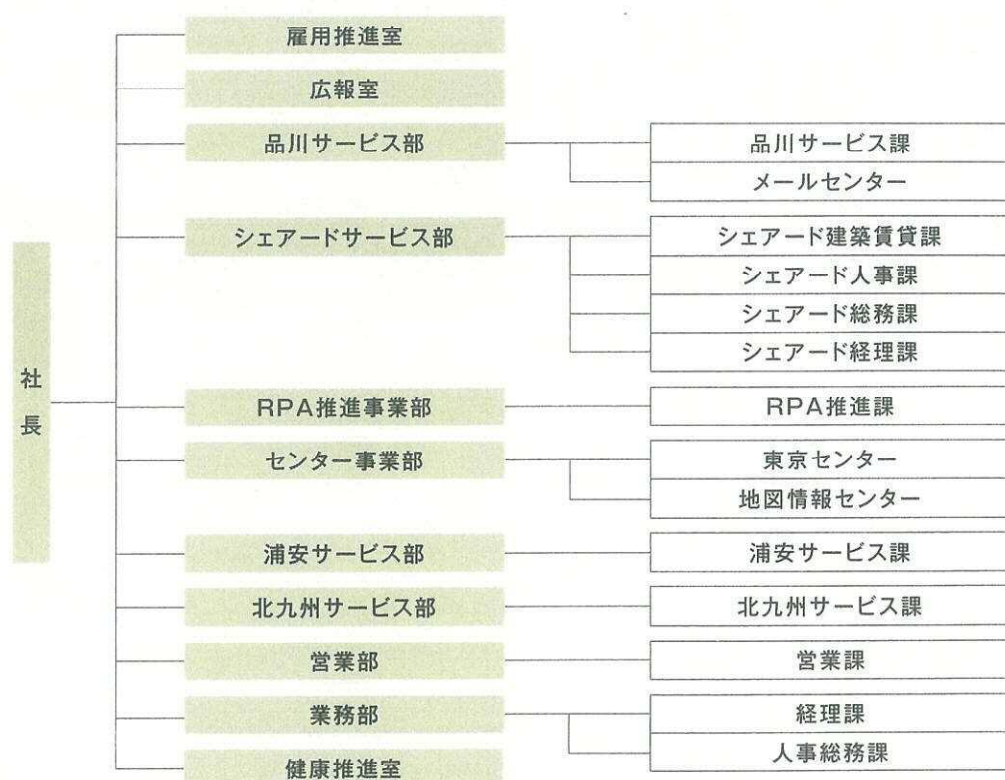 社長
雇用推進室
広報室
品川サービス部
品川サービス課
メールセンター
シェアードサービス部
シェアード建築賃貸課
シェアード人事課
シェアード総務課
シェアード経理課
RPA推進事業部
RPA推進課
センター事業部
東京センター
地図情報センター
浦安サービス部
浦安サービス課
北九州サービス部
北九州サービス課
営業部
営業課
業務部
経理課
人事総務課
健康推進室